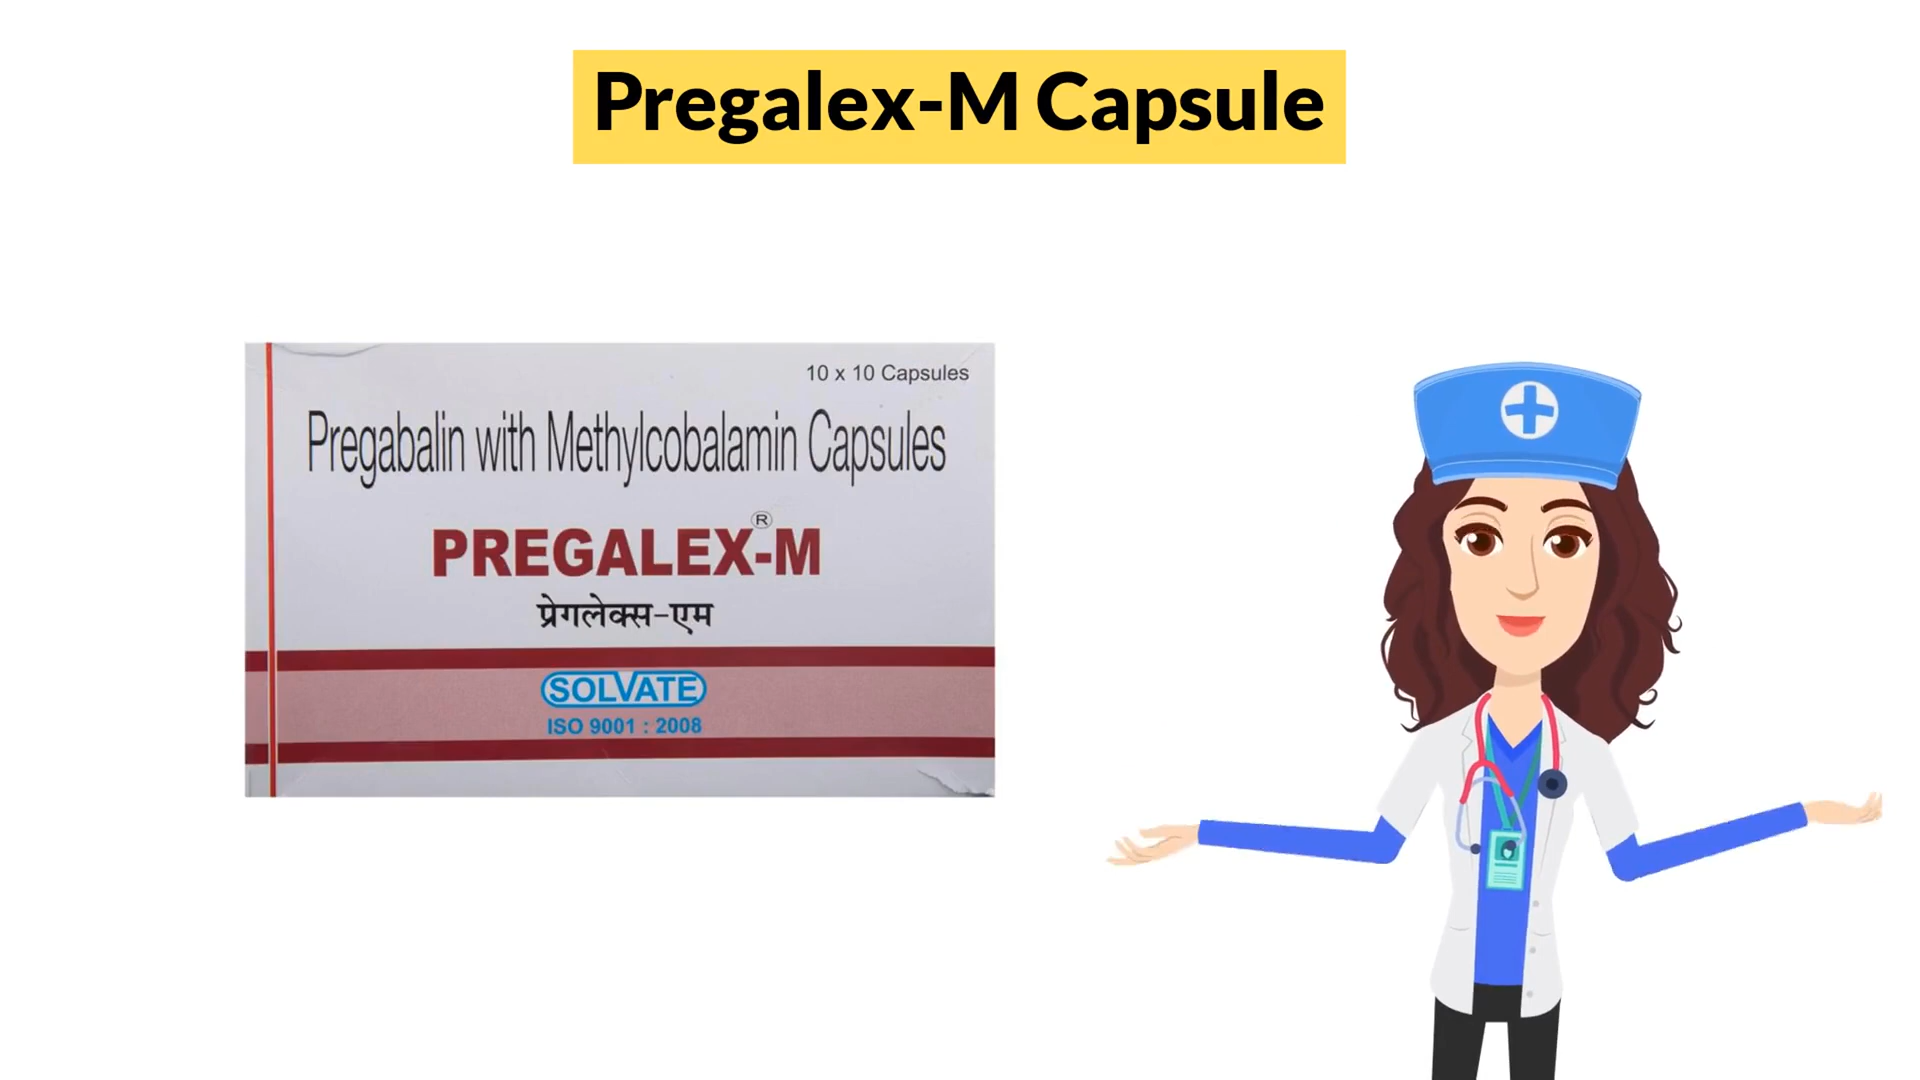 Pregalex-M Capsule
10 x 10 Capsules
Pregabalin with Methylcobalamin Capsules
PREGALEX-M®
प्रेगलेक्स-एम
SOLVATE
ISO 9001 : 2008